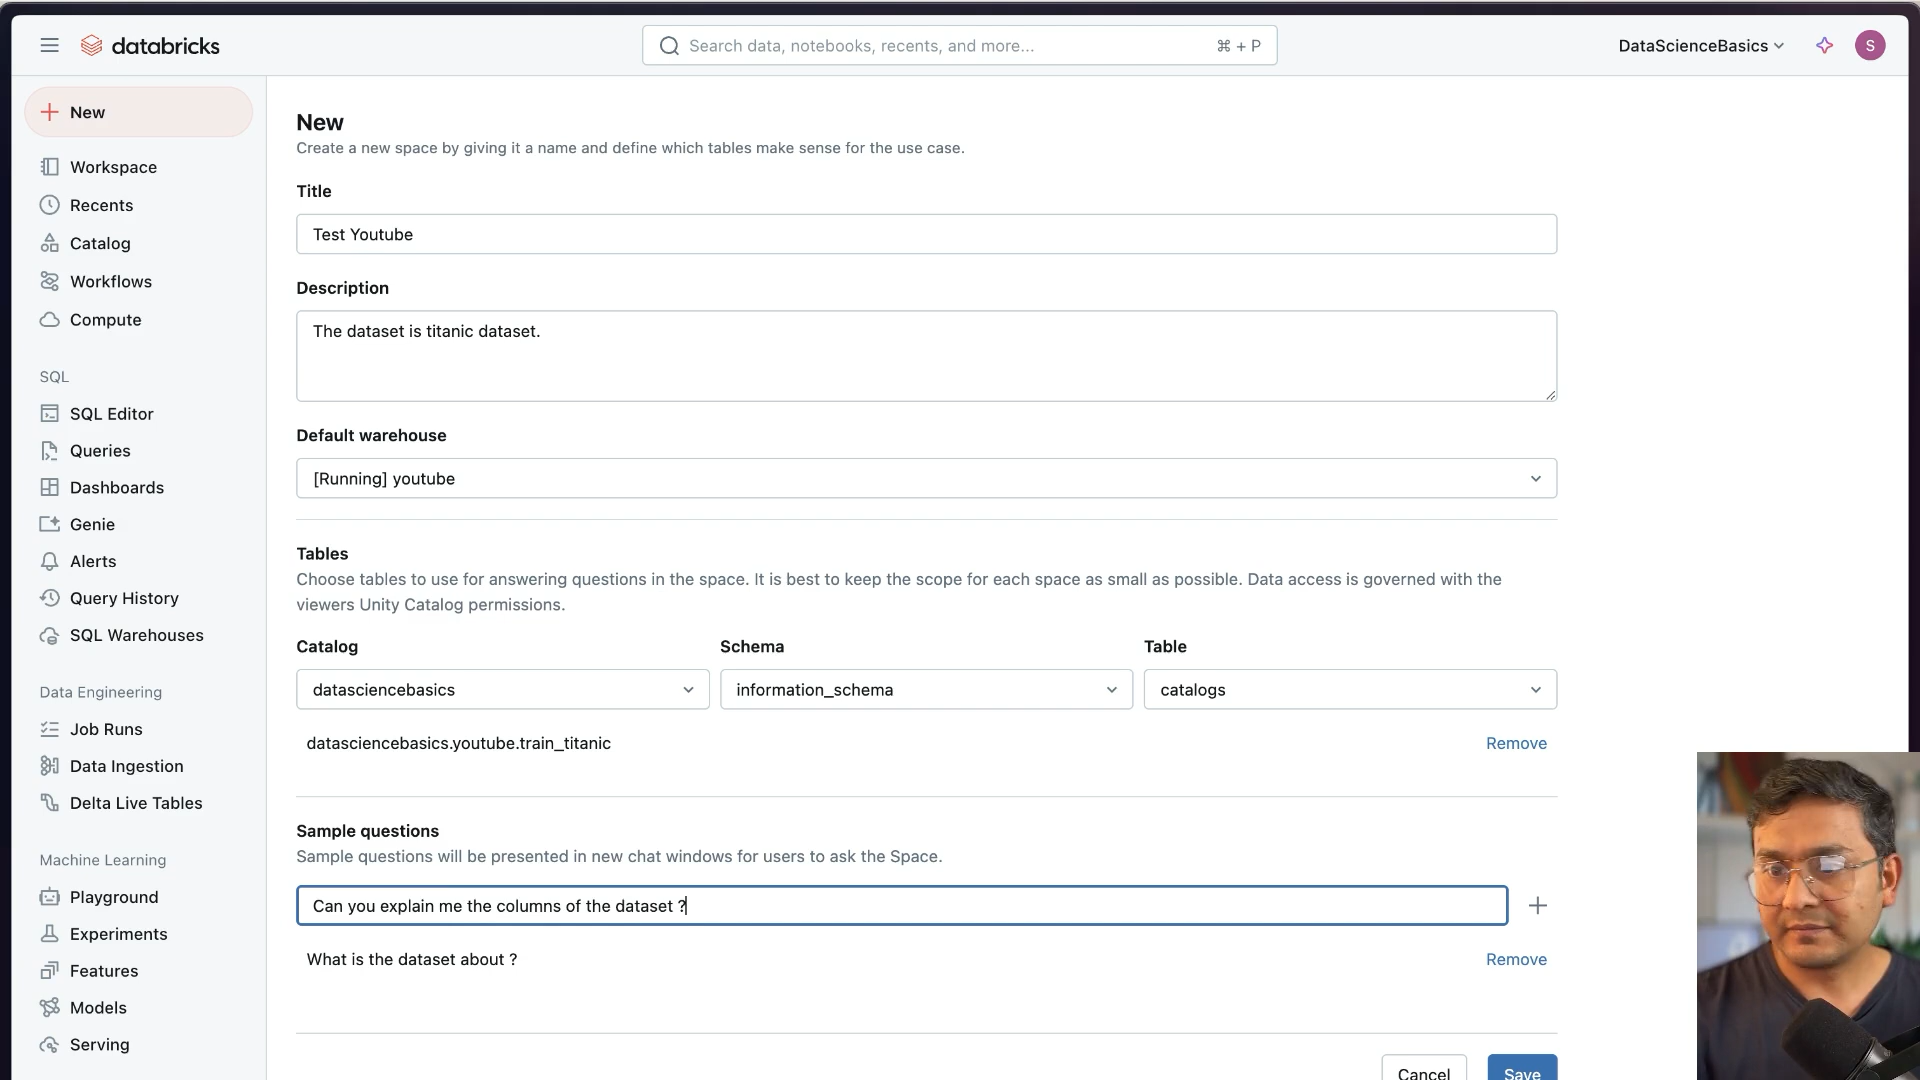 databricks
Search data, notebooks, recents, and more...
⌘ + P
DataScienceBasics
S
New
Workspace
Recents
Catalog
Workflows
Compute
SQL
SQL Editor
Queries
Dashboards
Genie
Alerts
Query History
SQL Warehouses
Data Engineering
Job Runs
Data Ingestion
Delta Live Tables
Machine Learning
Playground
Experiments
Features
Models
Serving
New
Create a new space by giving it a name and define which tables make sense for the use case.
Title
Test Youtube
Description
The dataset is titanic dataset.
Default warehouse
[Running] youtube
Tables
Choose tables to use for answering questions in the space. It is best to keep the scope for each space as small as possible. Data access is governed with the
viewers Unity Catalog permissions.
Catalog Schema Table
datasciencebasics information_schema catalogs
datasciencebasics.youtube.train_titanic Remove
Sample questions
Sample questions will be presented in new chat windows for users to ask the Space.
Can you explain me the columns of the dataset ?
What is the dataset about ? Remove
Cancel Save